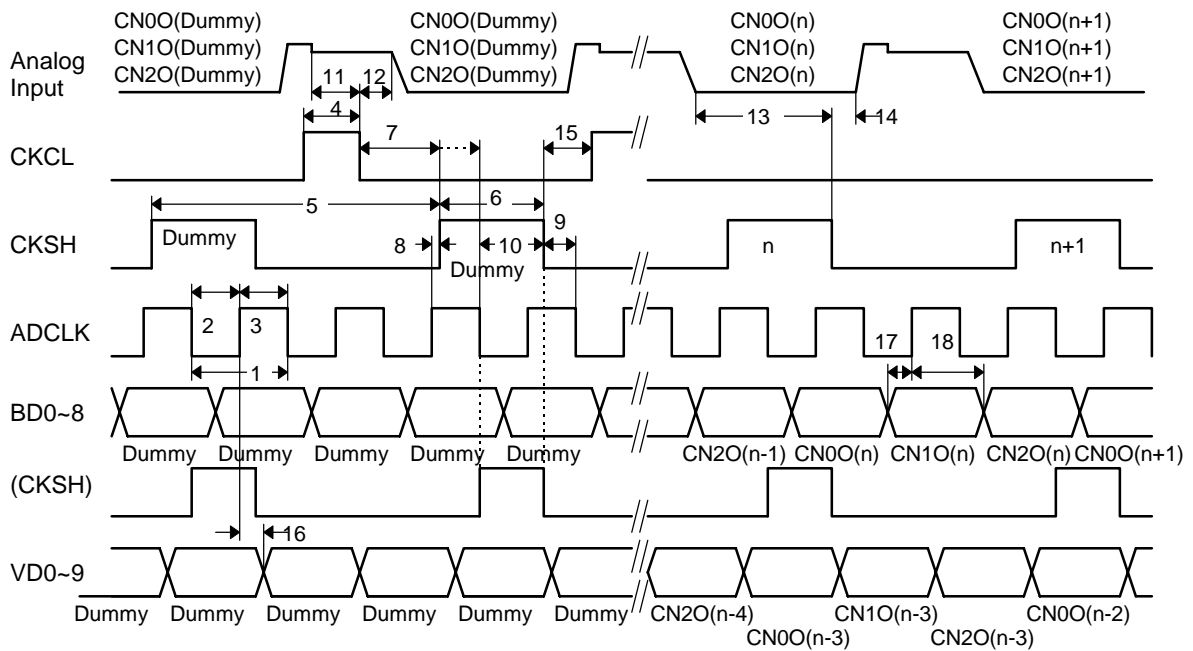 CN0O(Dummy) CN0O(Dummy) CN0O(n) CN0O(n+1)
CN1O(Dummy) CN1O(Dummy) CN1O(n) CN1O(n+1)
CN2O(Dummy) CN2O(Dummy) CN2O(n) CN2O(n+1)
Analog
Input
11 12
4 13 14
7 15
CKCL
5 6
CKSH Dummy 8 10 9 n n+1
Dummy
ADCLK 2 3 17 18
1
BD0~8
Dummy Dummy Dummy Dummy Dummy CN2O(n-1) CN0O(n) CN1O(n) CN2O(n) CN0O(n+1)
(CKSH)
16
VD0~9
Dummy Dummy Dummy Dummy Dummy Dummy CN2O(n-4) CN1O(n-3) CN0O(n-2)
CN0O(n-3) CN2O(n-3)